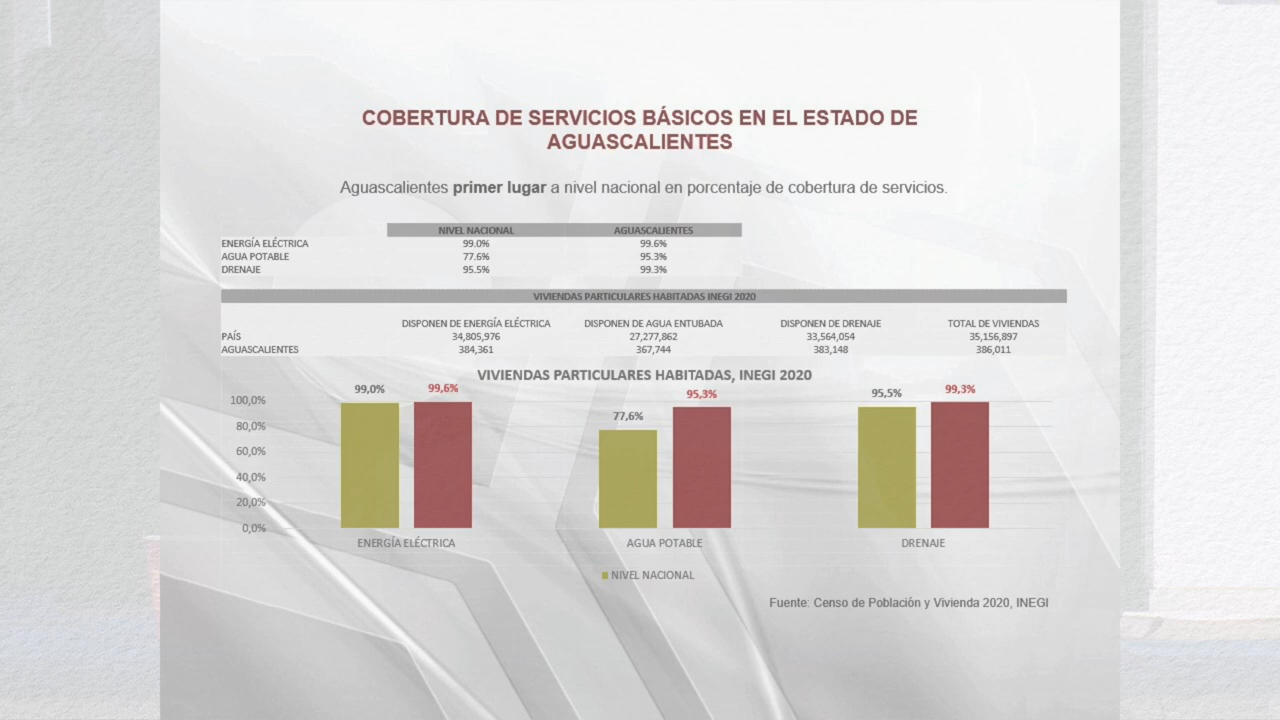 COBERTURA DE SERVICIOS BÁSICOS EN EL ESTADO DE
AGUASCALIENTES
Aguascalientes primer lugar a nivel nacional en porcentaje de cobertura de servicios.
NIVEL NACIONAL AGUASCALIENTES
ENERGÍA ELÉCTRICA 99.0% 99.6%
AGUA POTABLE 77.6% 95.3%
DRENAJE 95.5% 99.3%
VIVIENDAS PARTICULARES HABITADAS INEGI 2020
DISPONEN DE ENERGÍA ELÉCTRICA DISPONEN DE AGUA ENTUBADA DISPONEN DE DRENAJE TOTAL DE VIVIENDAS
PAÍS 34,805,976 27,277,862 33,564,054 35,156,897
AGUASCALIENTES 384,361 367,744 383,148 386,011
VIVIENDAS PARTICULARES HABITADAS, INEGI 2020
99,0% 99,6% 77,6% 95,3% 95,5% 99,3%
100,0%
80,0%
60,0%
40,0%
20,0%
0,0%
ENERGÍA ELÉCTRICA AGUA POTABLE DRENAJE
NIVEL NACIONAL
Fuente: Censo de Población y Vivienda 2020, INEGI